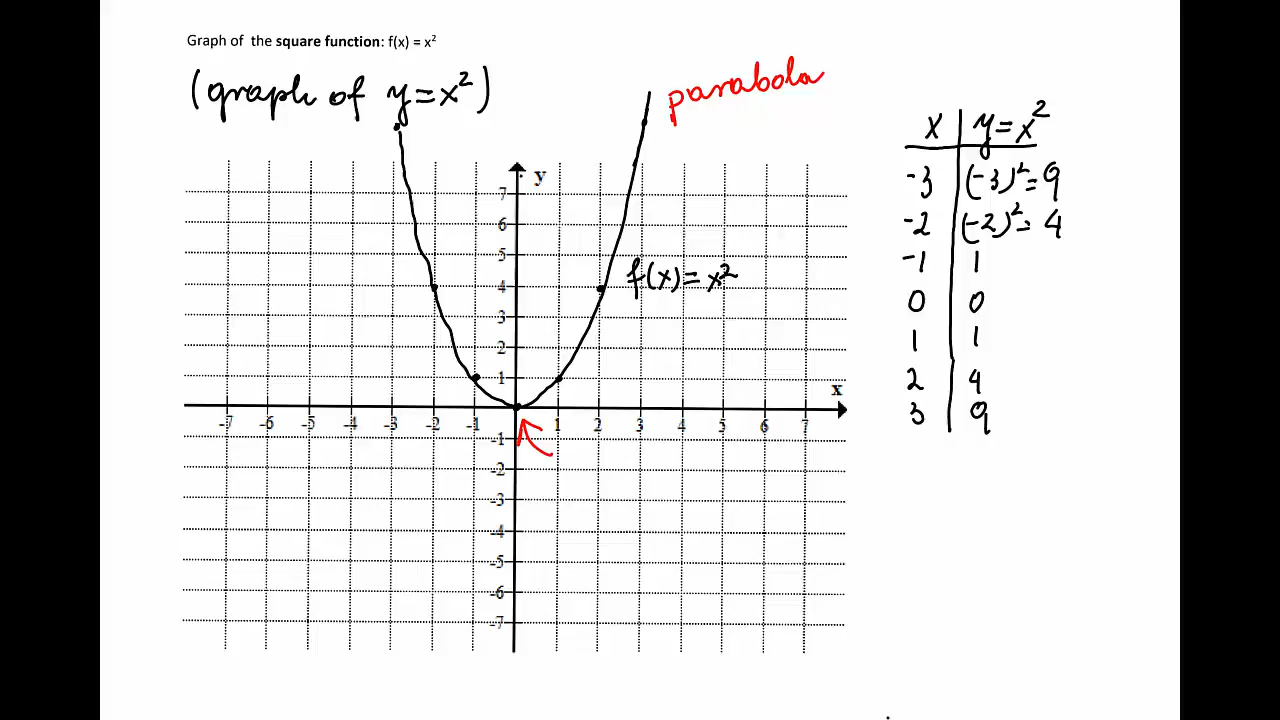 Graph of the square function: f(x) = x²
(graph of y = x²)
parabola
x | y = x²
-3 | (-3)² = 9
-2 | (-2)² = 4
-1 | 1
0 | 0
1 | 1
2 | 4
3 | 9
y
7
6
5
4
3
2
1
f(x) = x²
x
-7 -6 -5 -4 -3 -2 -1 1 2 3 4 5 6 7
-1
-2
-3
-4
-5
-6
-7